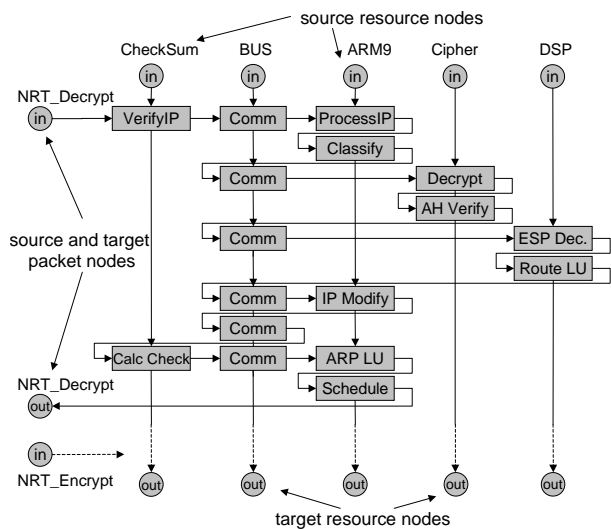 source resource nodes
CheckSum BUS ARM9 Cipher DSP
in in in in in
NRT_Decrypt
in VerifyIP Comm ProcessIP
Classify
Comm Decrypt
AH Verify
source and target
packet nodes
Comm ESP Dec.
Route LU
Comm IP Modify
Comm
Calc Check Comm ARP LU
NRT_Decrypt
out Schedule
in
NRT_Encrypt
out out out out out
target resource nodes